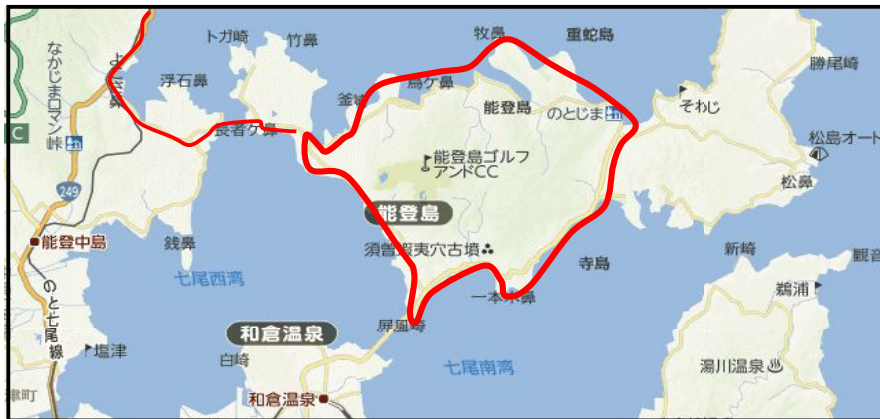 トガ崎
竹鼻
牧鼻
重蛇島
勝尾崎
なかじまロマン峠
浮石鼻
釜崎
烏ケ鼻
能登島
のとじま
そわじ
C
長者ケ鼻
松島オート
能登島ゴルフ
アンドCC
松鼻
249
能登島
能登中島
銭鼻
須曽蝦夷穴古墳
寺島
新崎
観音
七尾西湾
一本木鼻
鵜浦
のと七尾線
和倉温泉
屏風崎
塩津
白崎
七尾南湾
湯川温泉
津町
和倉温泉